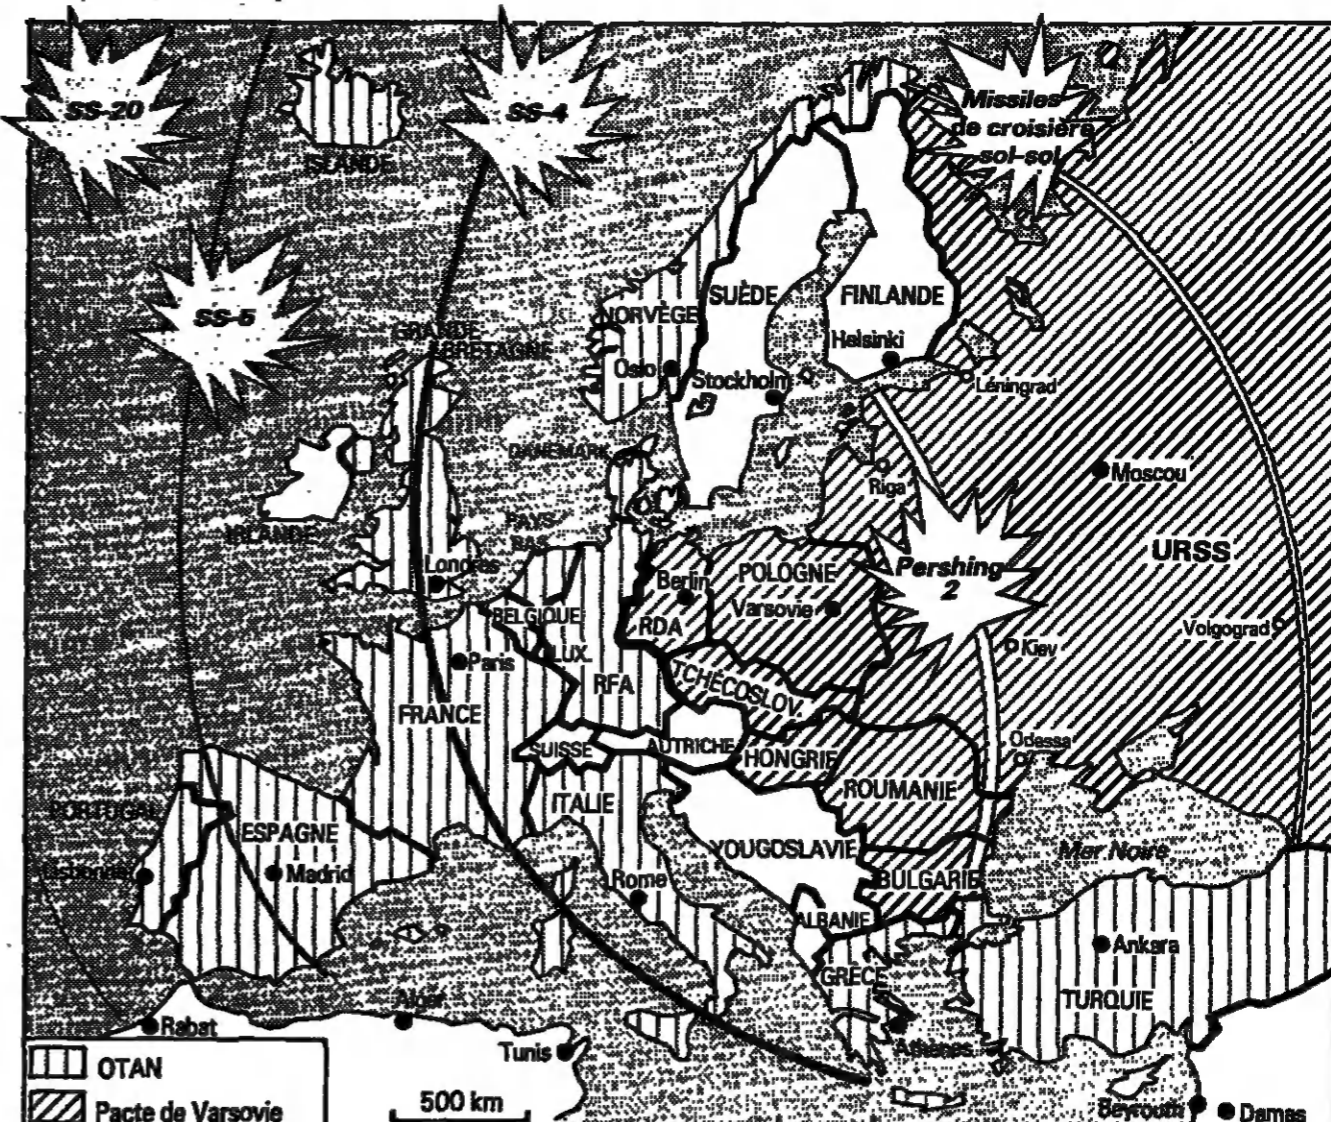 SS-20
SS-4
Missiles
de croisière
sol-sol
ISLANDE
SS-5
GRANDE
BRETAGNE
NORVÈGE
SUÈDE
FINLANDE
Helsinki
Oslo
Stockholm
Léningrad
DANEMARK
Riga
Moscou
IRLANDE
PAYS-
BAS
URSS
Londres
Berlin
POLOGNE
Varsovie
Pershing
2
BELGIQUE
RDA
Volgograd
Paris
LUX.
RFA
TCHÉCOSLOV.
Kiev
FRANCE
SUISSE
AUTRICHE
HONGRIE
Odessa
ROUMANIE
PORTUGAL
ESPAGNE
ITALIE
YOUGOSLAVIE
Mer Noire
Lisbonne
Madrid
Rome
BULGARIE
ALBANIE
Ankara
GRÈCE
TURQUIE
Rabat
Alger
Tunis
Athènes
OTAN
Pacte de Varsovie
500 km
Beyrouth
Damas